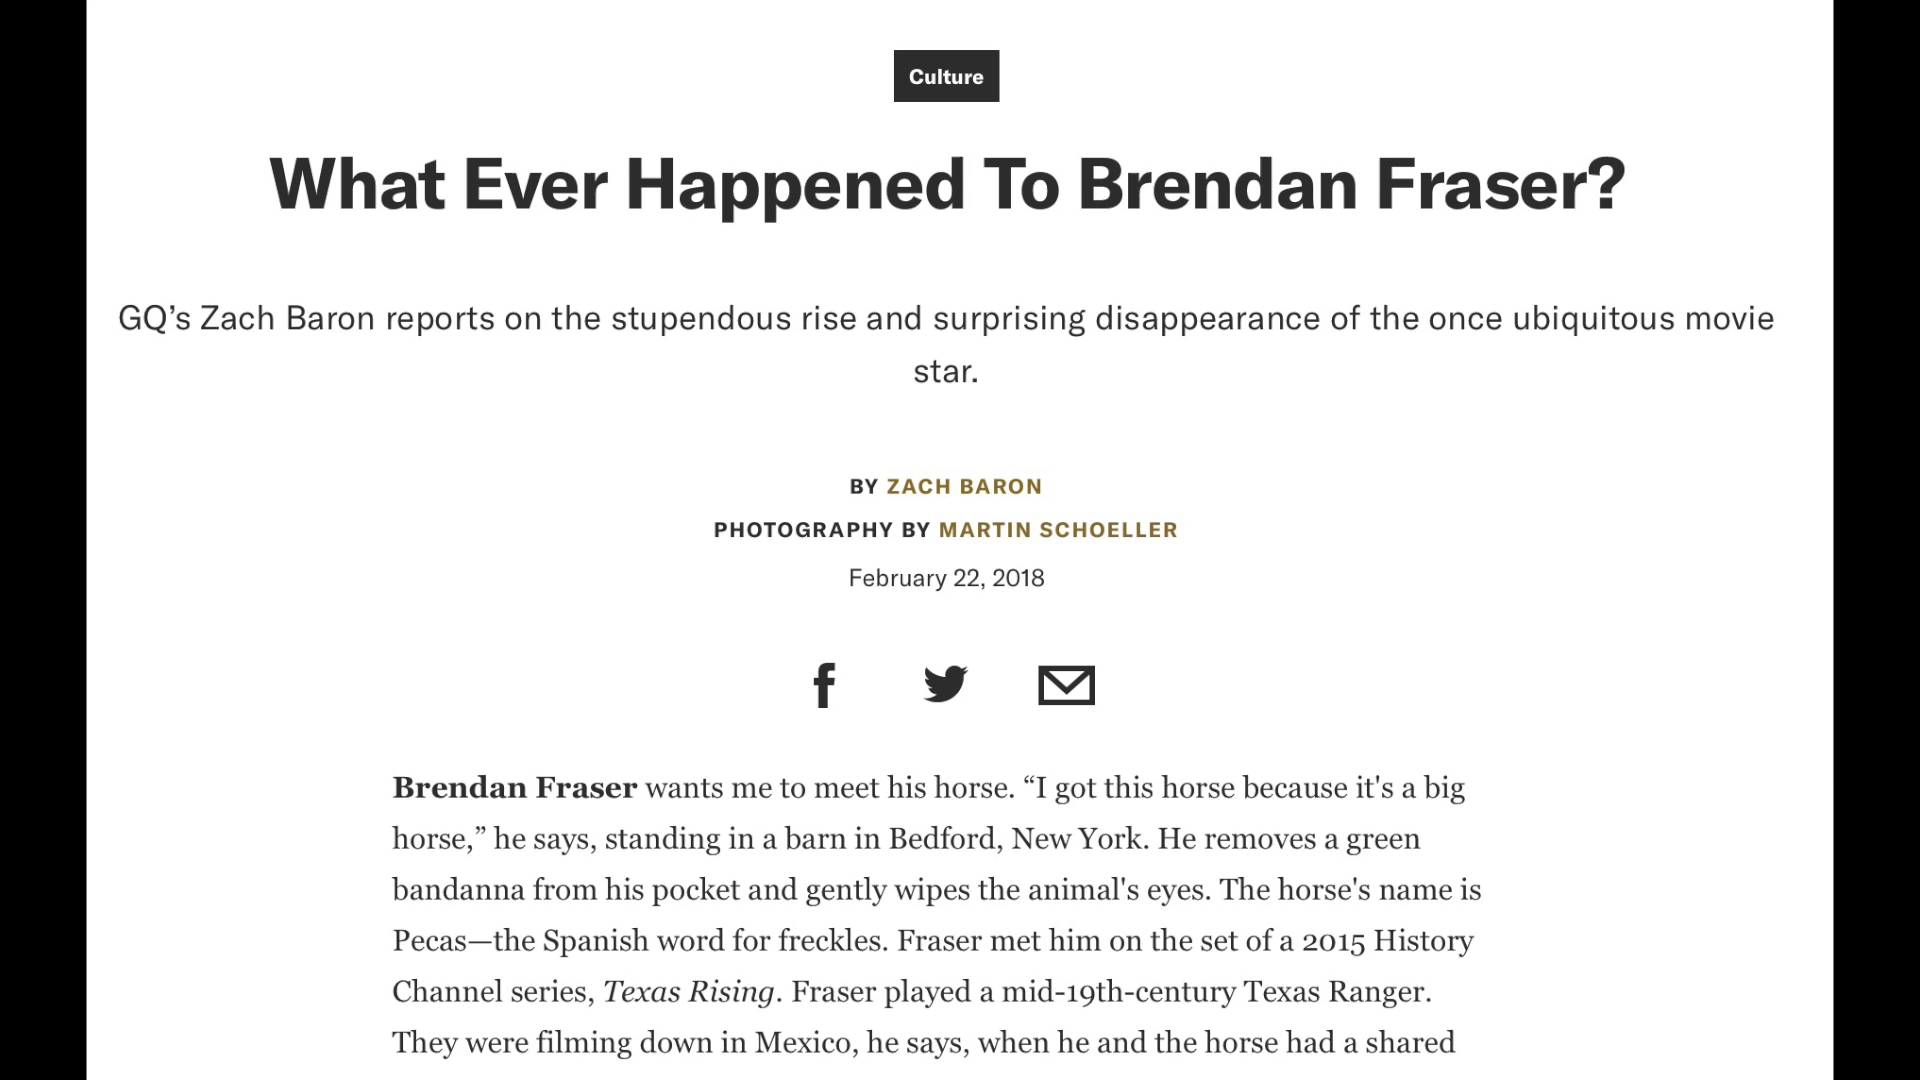 Culture
What Ever Happened To Brendan Fraser?
GQ’s Zach Baron reports on the stupendous rise and surprising disappearance of the once ubiquitous movie
star.
BY ZACH BARON
PHOTOGRAPHY BY MARTIN SCHOELLER
February 22, 2018
Brendan Fraser wants me to meet his horse. “I got this horse because it's a big
horse,” he says, standing in a barn in Bedford, New York. He removes a green
bandanna from his pocket and gently wipes the animal's eyes. The horse's name is
Pecas—the Spanish word for freckles. Fraser met him on the set of a 2015 History
Channel series, Texas Rising. Fraser played a mid-19th-century Texas Ranger.
They were filming down in Mexico, he says, when he and the horse had a shared